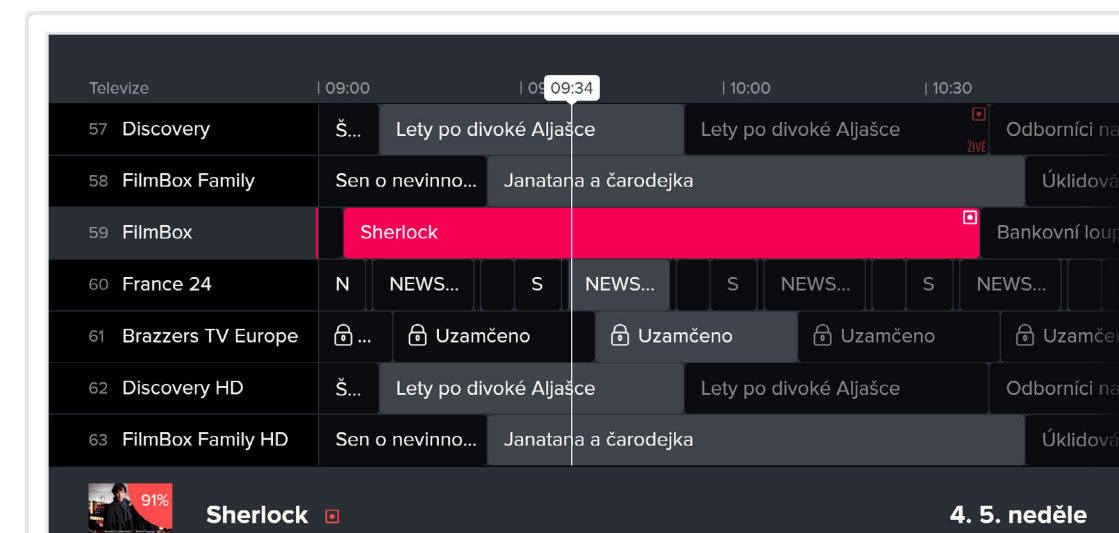 Televize | 09:00 | 09 09:34 | 10:00 | 10:30
57 Discovery Š... Lety po divoké Aljašce Lety po divoké Aljašce ŽIVĚ Odborníci na
58 FilmBox Family Sen o nevinno... Janatana a čarodejka Úklidová
59 FilmBox Sherlock Bankovní loup
60 France 24 N NEWS... S NEWS... S NEWS... S NEWS...
61 Brazzers TV Europe ... Uzamčeno Uzamčeno Uzamčeno Uzamče
62 Discovery HD Š... Lety po divoké Aljašce Lety po divoké Aljašce Odborníci na
63 FilmBox Family HD Sen o nevinno... Janatana a čarodejka Úklidová
91% Sherlock 4. 5. neděle